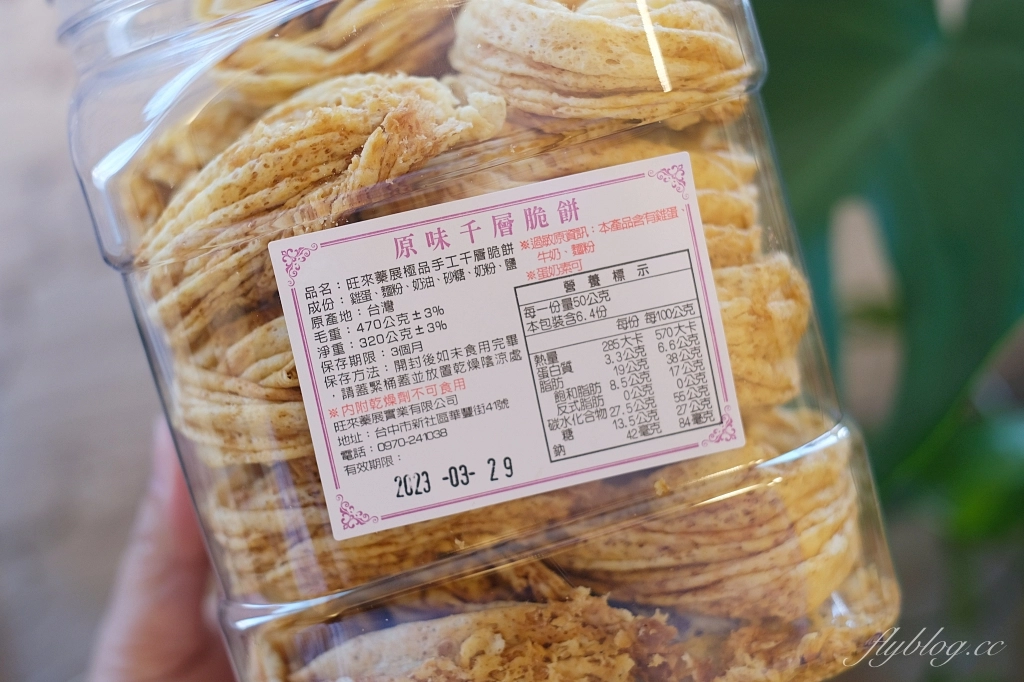 原味千層脆餅
品名：旺來藥展極品手工千層脆餅
成份：雞蛋、麵粉、奶油、砂糖、奶粉、鹽
原產地：台灣
毛重：470公克±3%
淨重：320公克±3%
保存期限：3個月
保存方法：開封後如未食用完畢
，請蓋緊桶蓋並放置乾燥陰涼處
※內附乾燥劑不可食用
旺來藥展實業有限公司
地址：台中市新社區華豐街41號
電話：0970-241038
有效期限：
2023 -03- 29
※過敏原資訊：本產品含有雞蛋、
牛奶、麵粉
※蛋奶素可
營養標示
每一份量50公克
本包裝含6.4份
每份 每100公克
熱量 285大卡 570大卡
蛋白質 3.3公克 6.6公克
脂肪 19公克 38公克
飽和脂肪 8.5公克 17公克
反式脂肪 0公克 0公克
碳水化合物 27.5公克 55公克
糖 13.5公克 27公克
鈉 42毫克 84毫克
flyblog.cc